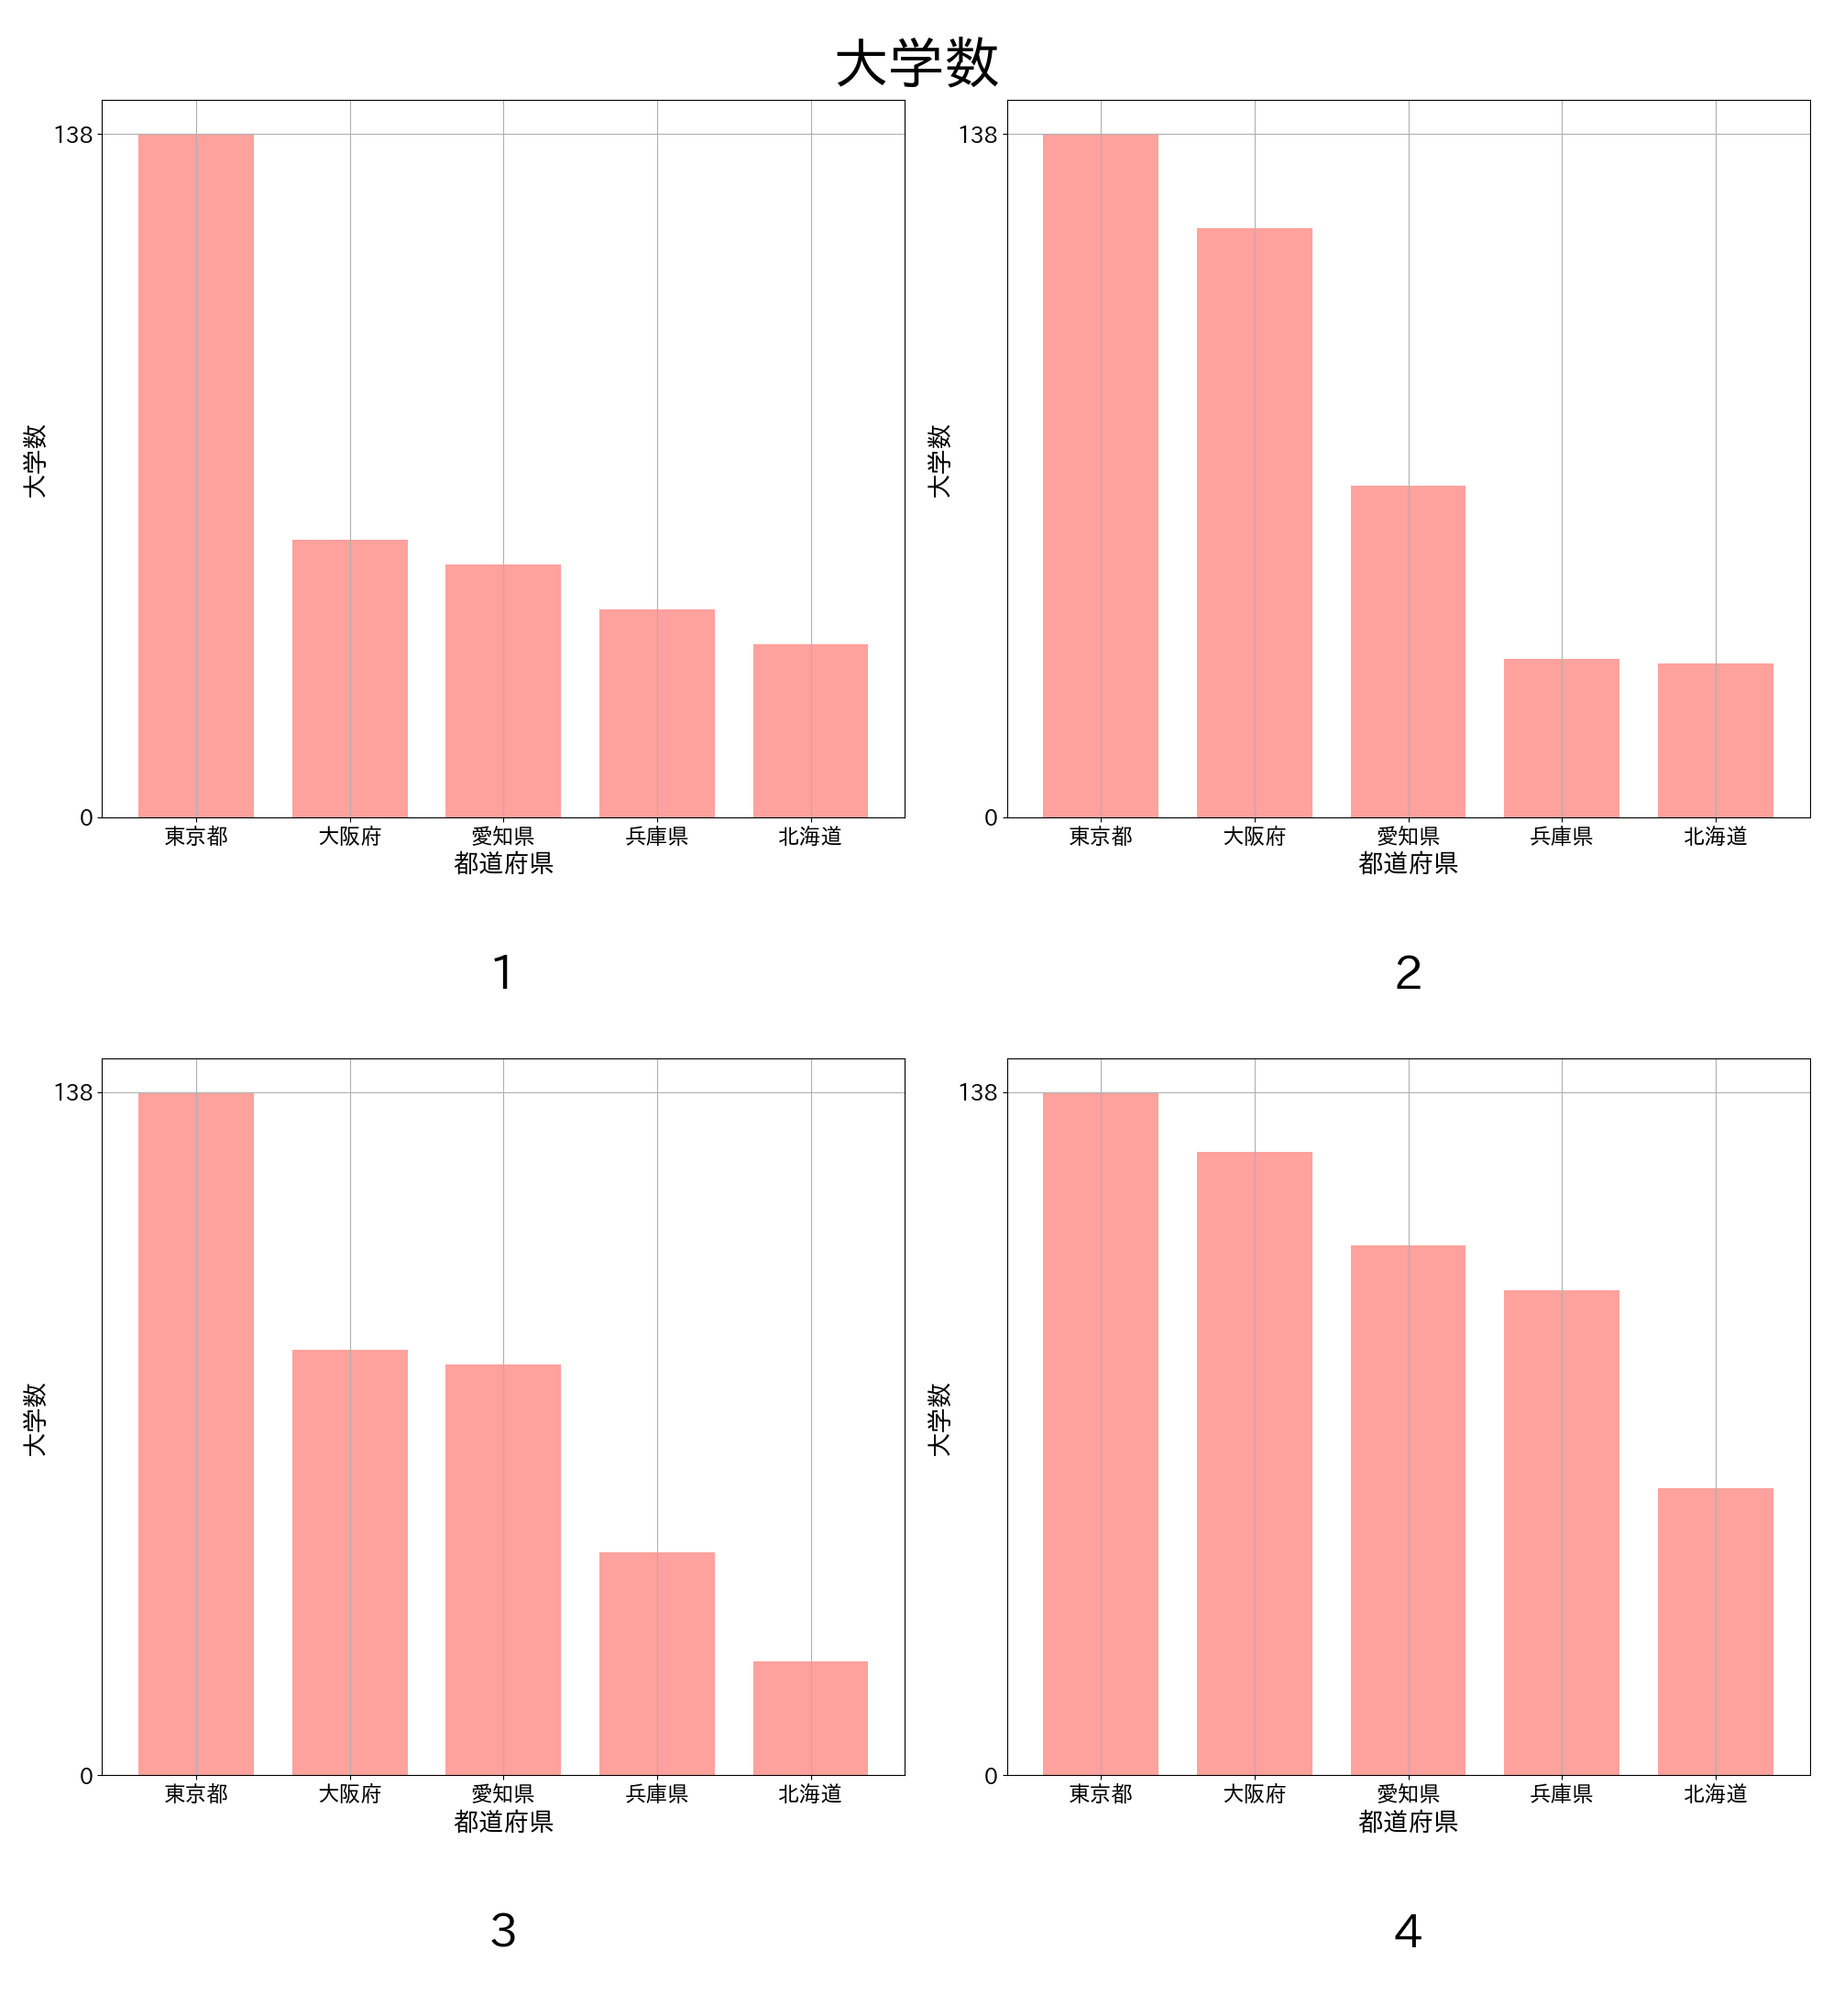 大学数
138
0
大学数
東京都 大阪府 愛知県 兵庫県 北海道
都道府県
1
138
0
大学数
東京都 大阪府 愛知県 兵庫県 北海道
都道府県
2
138
0
大学数
東京都 大阪府 愛知県 兵庫県 北海道
都道府県
3
138
0
大学数
東京都 大阪府 愛知県 兵庫県 北海道
都道府県
4